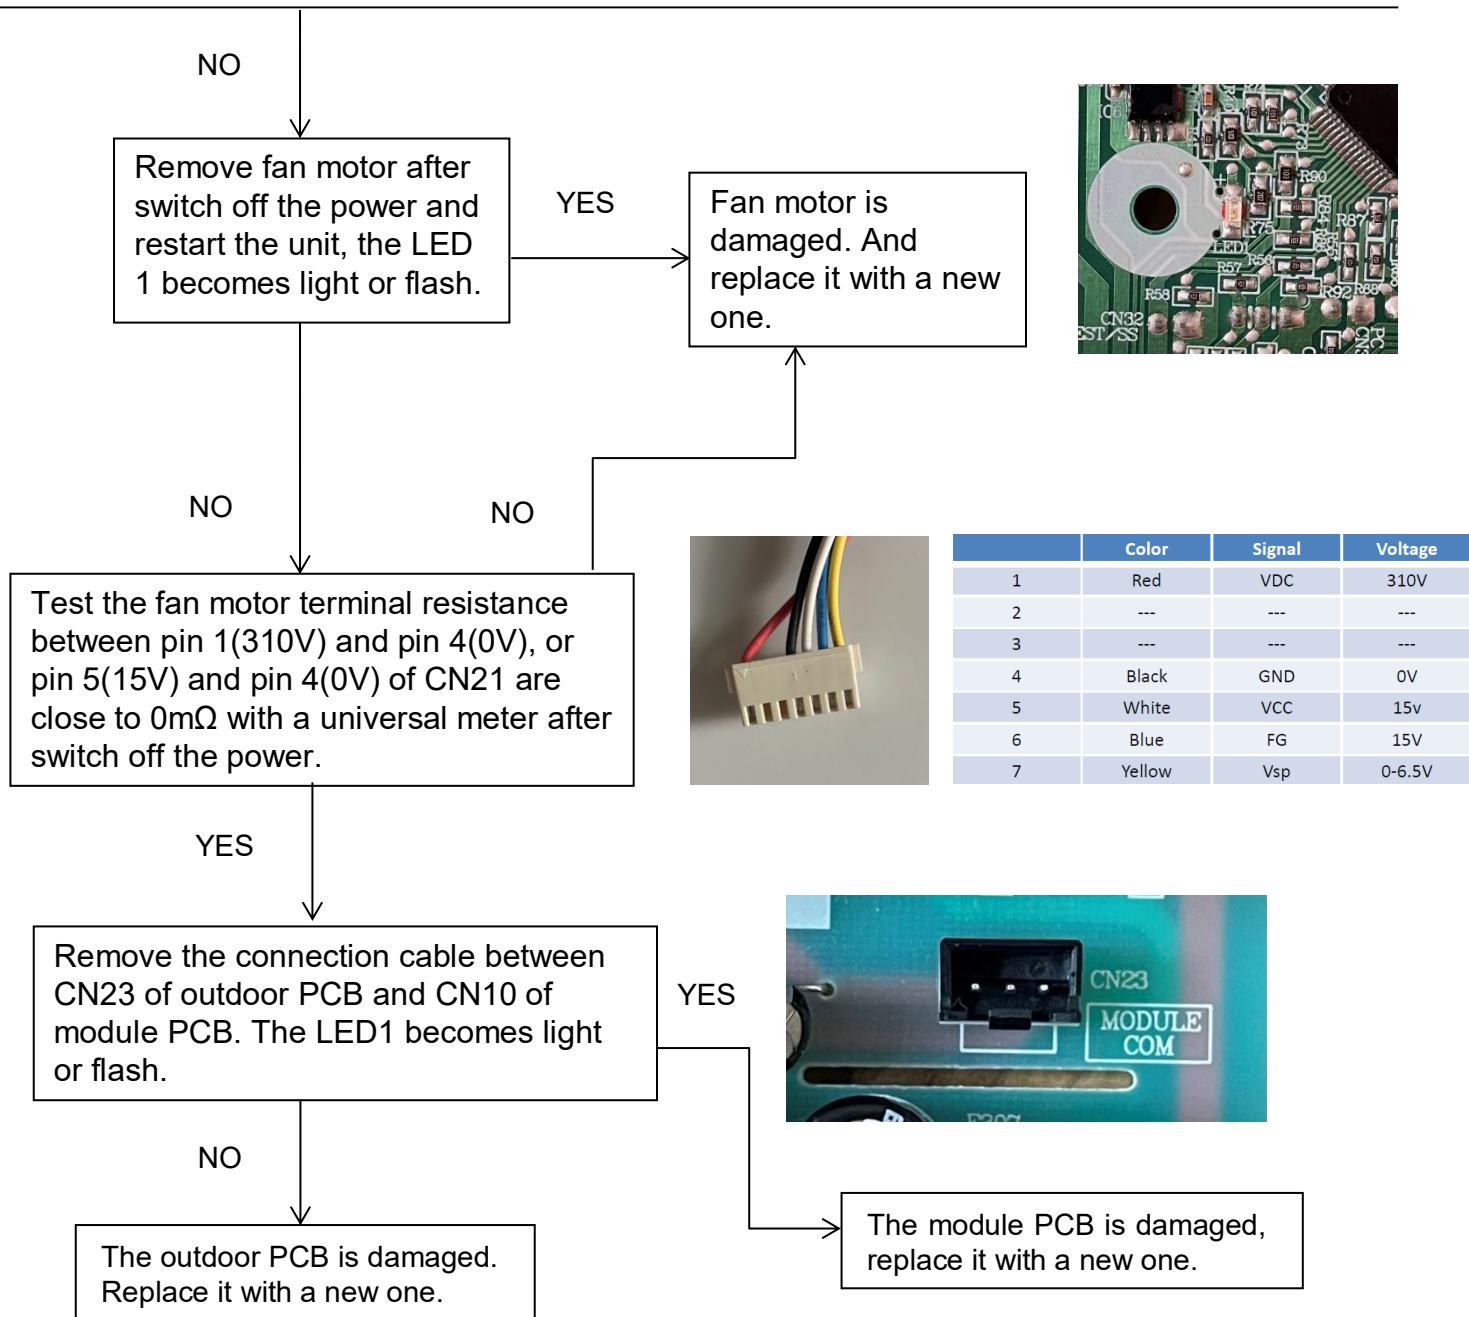 NO
Remove fan motor after
switch off the power and
restart the unit, the LED
1 becomes light or flash.
YES
Fan motor is
damaged. And
replace it with a new
one.
R90
R84
R87
R75
LED1
R56
R57
R58
R92
R88
CN32
EST/SS
NO
NO
Test the fan motor terminal resistance
between pin 1(310V) and pin 4(0V), or
pin 5(15V) and pin 4(0V) of CN21 are
close to 0mΩ with a universal meter after
switch off the power.
Color Signal Voltage
1 Red VDC 310V
2 --- --- ---
3 --- --- ---
4 Black GND 0V
5 White VCC 15v
6 Blue FG 15V
7 Yellow Vsp 0-6.5V
YES
Remove the connection cable between
CN23 of outdoor PCB and CN10 of
module PCB. The LED1 becomes light
or flash.
YES
CN23
MODULE
COM
NO
The outdoor PCB is damaged.
Replace it with a new one.
The module PCB is damaged,
replace it with a new one.